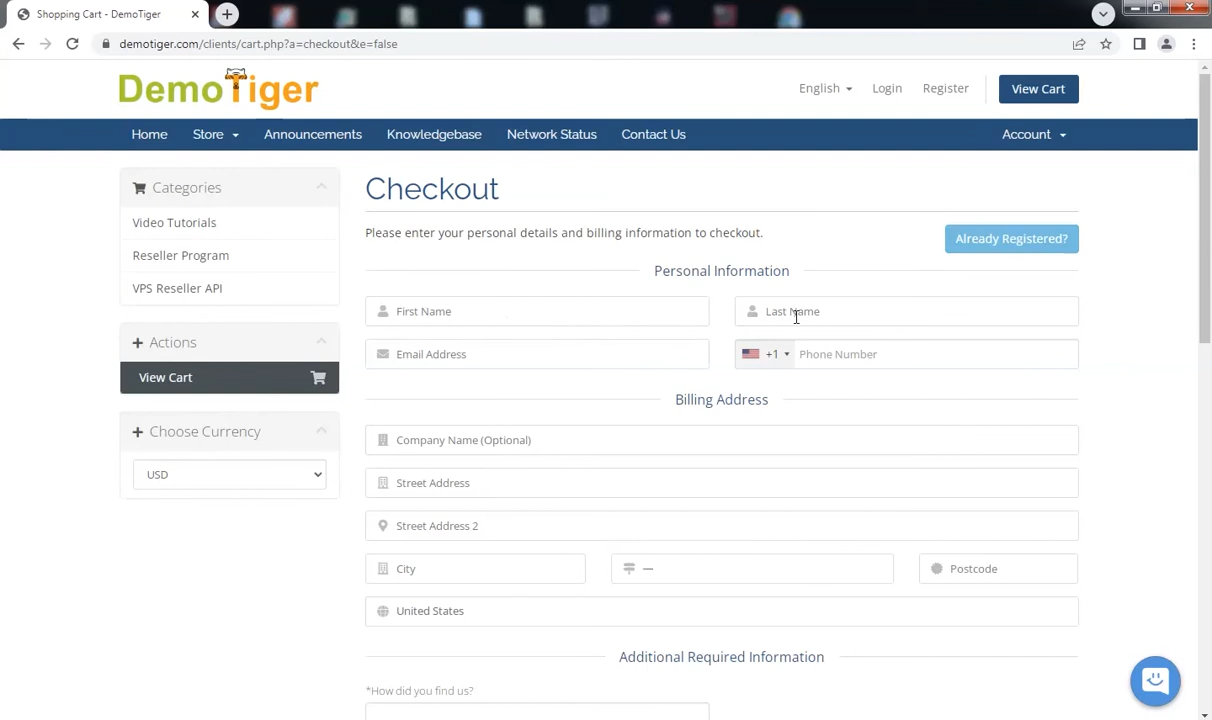 Shopping Cart - DemoTiger
demotiger.com/clients/cart.php?a=checkout&e=false
DemoTiger
English
Login
Register
View Cart
Home
Store
Announcements
Knowledgebase
Network Status
Contact Us
Account
Categories
Video Tutorials
Reseller Program
VPS Reseller API
Actions
View Cart
Choose Currency
USD
Checkout
Please enter your personal details and billing information to checkout.
Already Registered?
Personal Information
First Name
Last Name
Email Address
+1
Phone Number
Billing Address
Company Name (Optional)
Street Address
Street Address 2
City
—
Postcode
United States
Additional Required Information
*How did you find us?